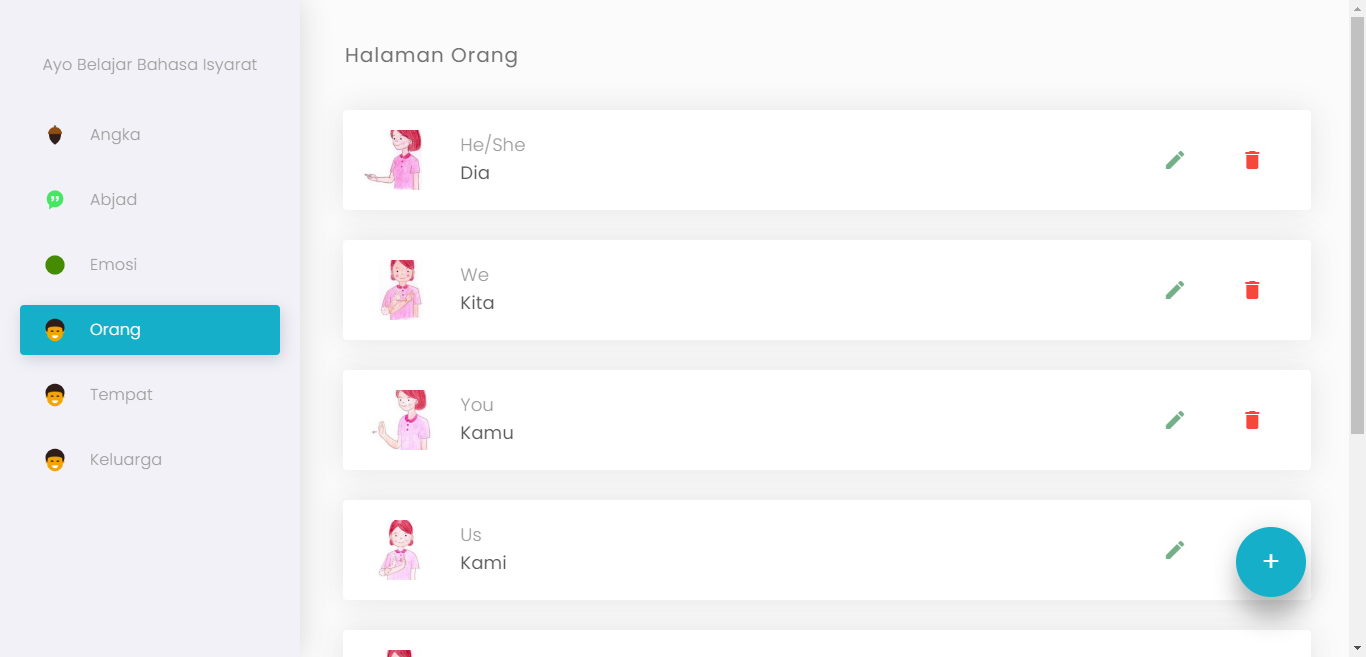 Ayo Belajar Bahasa Isyarat
Angka
Abjad
Emosi
Orang
Tempat
Keluarga
Halaman Orang
He/She
Dia
We
Kita
You
Kamu
Us
Kami
+